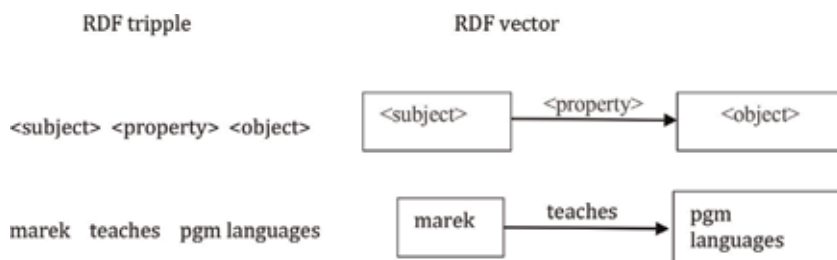 RDF tripple RDF vector
<subject> <property> <object> <subject> <property> <object>
marek teaches pgm languages marek teaches pgm
languages